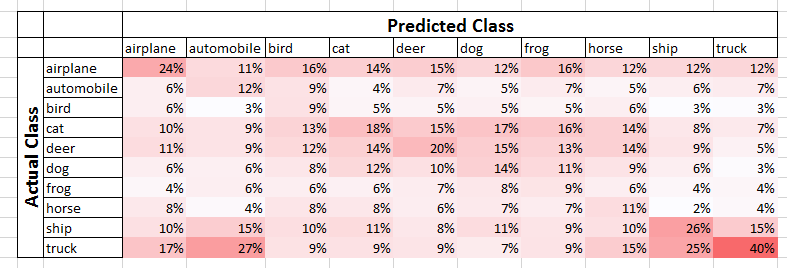 Predicted Class
airplane automobile bird cat deer dog frog horse ship truck
Actual Class
airplane 24% 11% 16% 14% 15% 12% 16% 12% 12% 12%
automobile 6% 12% 9% 4% 7% 5% 7% 5% 6% 7%
bird 6% 3% 9% 5% 5% 5% 6% 6% 3% 3%
cat 10% 9% 13% 18% 15% 17% 16% 14% 8% 7%
deer 11% 9% 12% 14% 20% 15% 13% 14% 9% 5%
dog 6% 6% 8% 12% 10% 14% 11% 9% 6% 3%
frog 4% 6% 6% 6% 7% 8% 9% 6% 4% 4%
horse 8% 4% 8% 8% 6% 7% 7% 11% 2% 4%
ship 10% 15% 10% 11% 8% 11% 9% 10% 26% 15%
truck 17% 27% 9% 9% 9% 7% 9% 15% 25% 40%